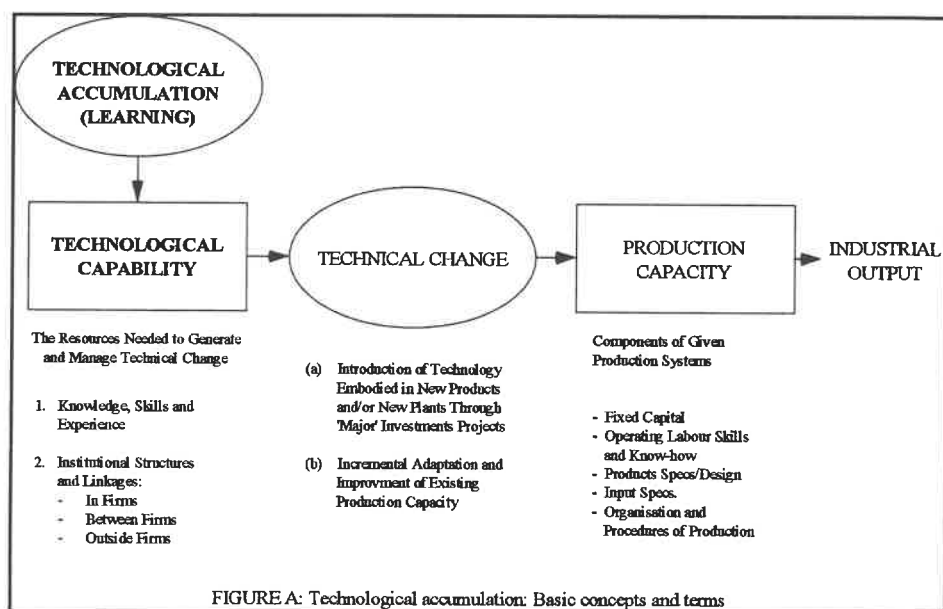 TECHNOLOGICAL
ACCUMULATION
(LEARNING)
TECHNOLOGICAL
CAPABILITY
TECHNICAL CHANGE
PRODUCTION
CAPACITY
INDUSTRIAL
OUTPUT
The Resources Needed to Generate
and Manage Technical Change
1. Knowledge, Skills and
Experience
2. Institutional Structures
and Linkages:
- In Firms
- Between Firms
- Outside Firms
(a) Introduction of Technology
Embodied in New Products
and/or New Plants Through
'Major' Investments Projects
(b) Incremental Adaptation and
Improvment of Existing
Production Capacity
Components of Given
Production Systems
- Fixed Capital
- Operating Labour Skills
and Know-how
- Products Specs/Design
- Input Specs.
- Organisation and
Procedures of Production
FIGURE A: Technological accumulation: Basic concepts and terms